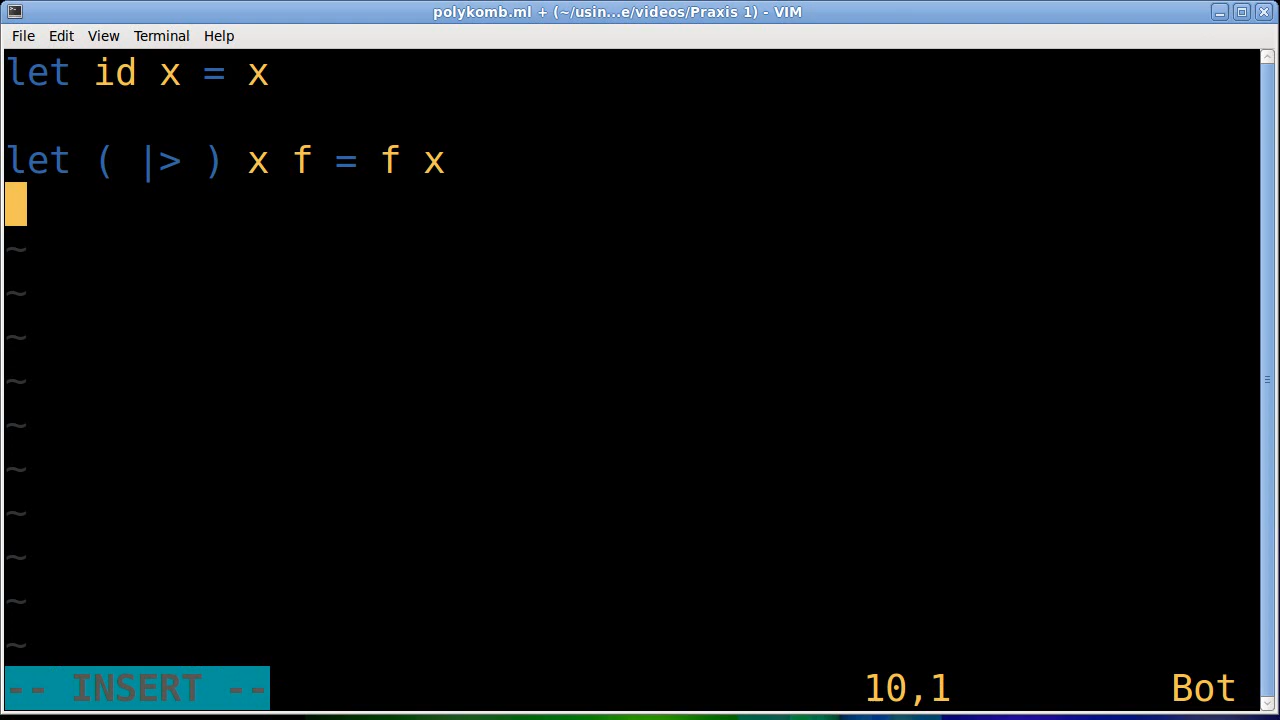 polykomb.ml + (~/usin...e/videos/Praxis 1) - VIM
File Edit View Terminal Help
let id x = x
let ( |> ) x f = f x
~
~
~
~
~
~
~
~
~
~
-- INSERT -- 10,1 Bot